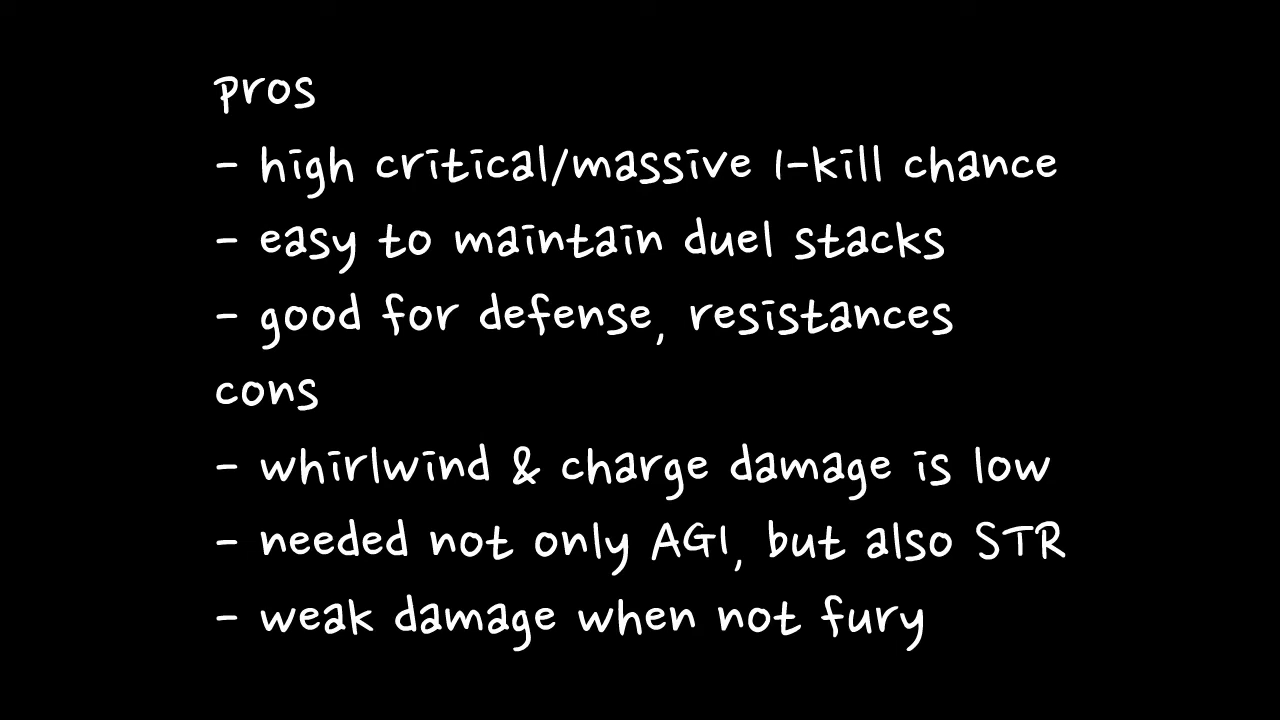 pros
- high critical/massive 1-kill chance
- easy to maintain duel stacks
- good for defense, resistances
cons
- whirlwind & charge damage is low
- needed not only AGI, but also STR
- weak damage when not fury